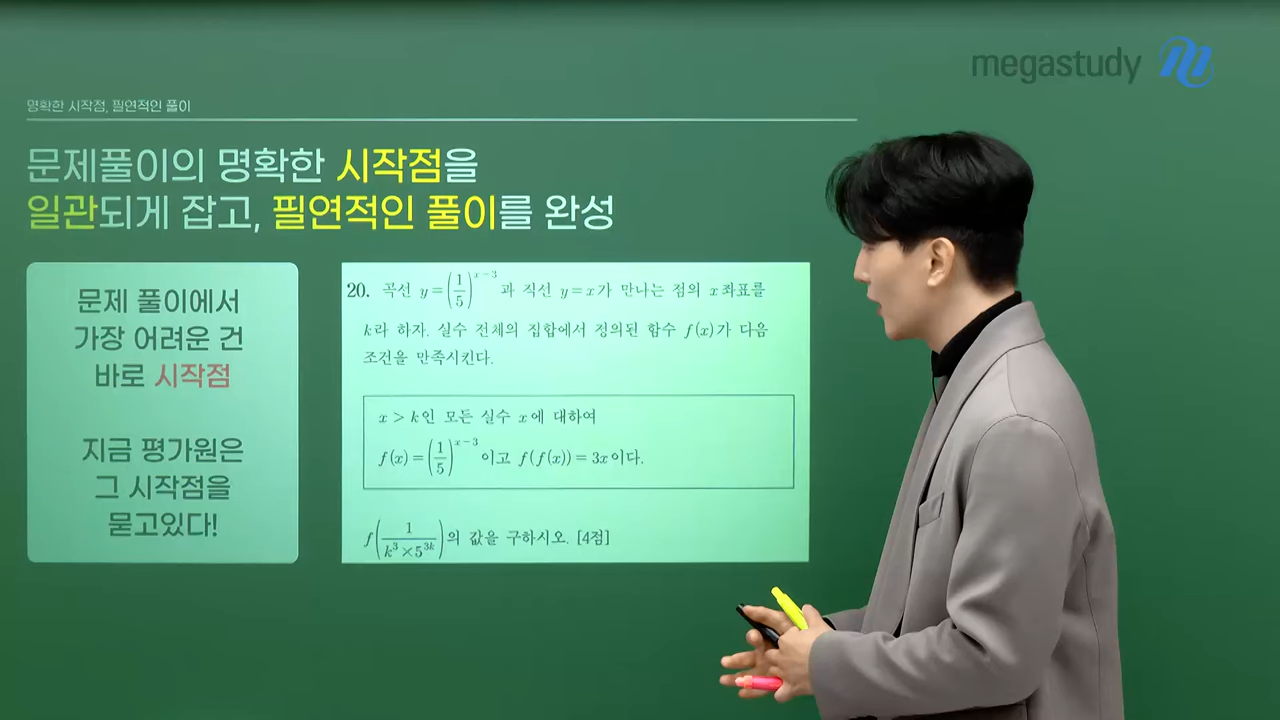 megastudy
명확한 시작점, 필연적인 풀이
문제풀이의 명확한 시작점을
일관되게 잡고, 필연적인 풀이를 완성
문제 풀이에서
가장 어려운 건
바로 시작점
지금 평가원은
그 시작점을
묻고있다!
20. 곡선 y=(1/5)^{x-3} 과 직선 y=x가 만나는 점의 x좌표를
k라 하자. 실수 전체의 집합에서 정의된 함수 f(x)가 다음
조건을 만족시킨다.
x>k인 모든 실수 x에 대하여
f(x)=(1/5)^{x-3}이고 f(f(x))=3x이다.
f(1/(k^3×5^{3k}))의 값을 구하시오. [4점]